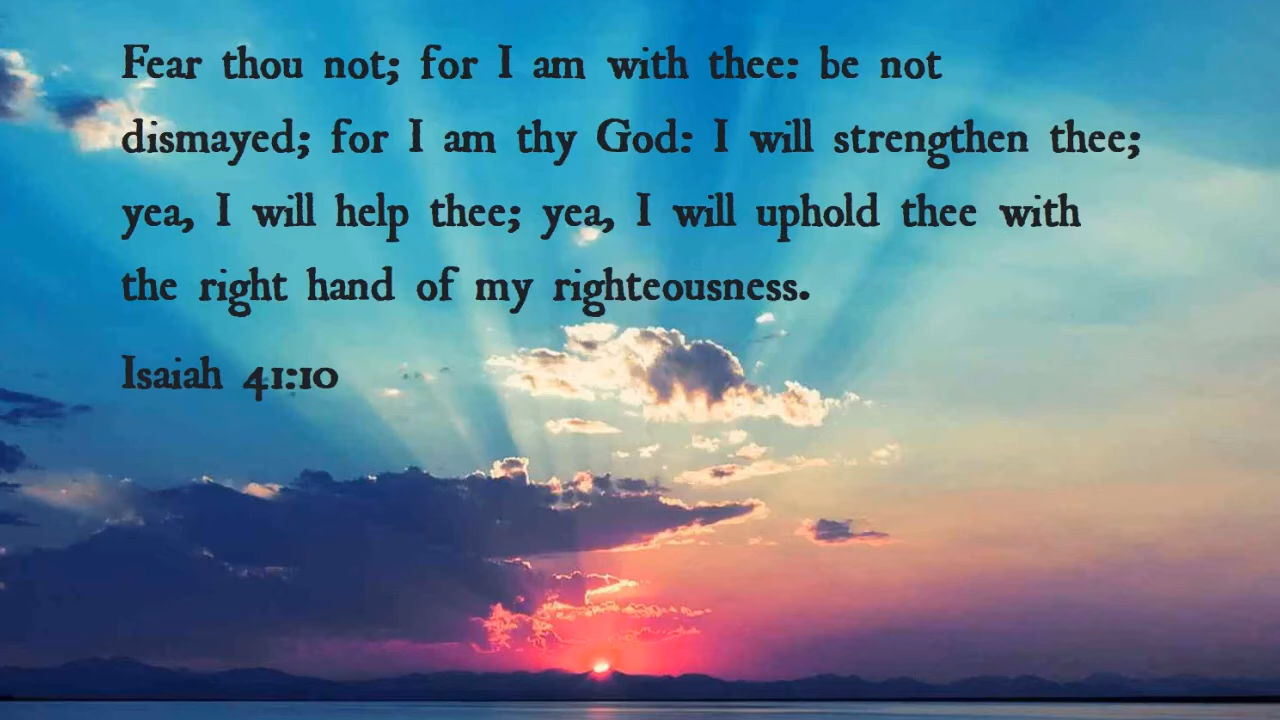 Fear thou not; for I am with thee: be not
dismayed; for I am thy God: I will strengthen thee;
yea, I will help thee; yea, I will uphold thee with
the right hand of my righteousness.
Isaiah 41:10